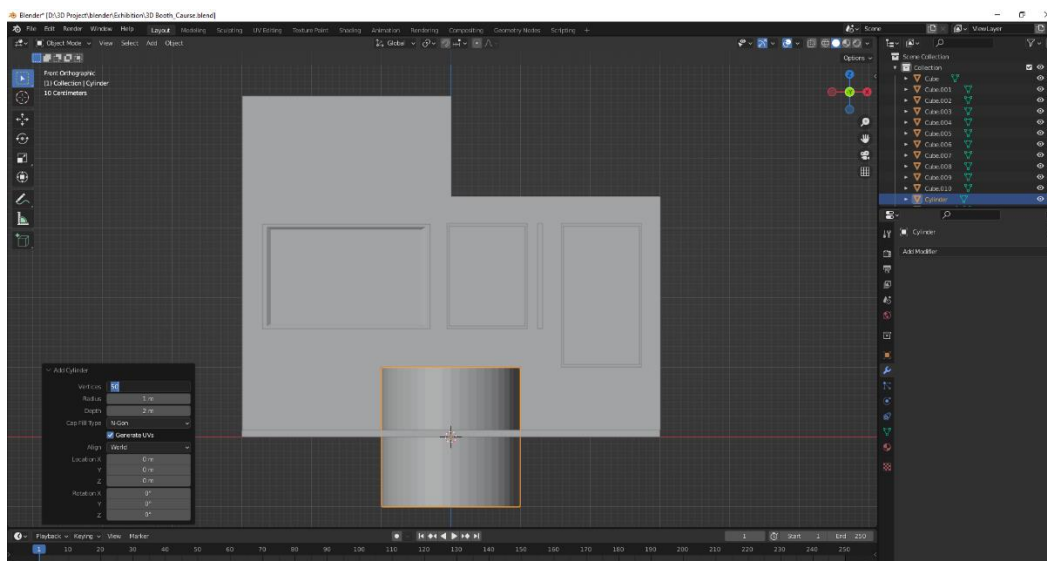 Blender* [D:\3D Project\blender\Exhibition\3D Booth_Caurse.blend]
File Edit Render Window Help Layout Modeling Sculpting UV Editing Texture Paint Shading Animation Rendering Compositing Geometry Nodes Scripting + Scene ViewLayer
Object Mode View Select Add Object Global
Options
Front Orthographic
(1) Collection | Cylinder
10 Centimeters
Scene Collection
Collection
Cube
Cube.001
Cube.002
Cube.003
Cube.004
Cube.005
Cube.006
Cube.007
Cube.008
Cube.009
Cube.010
Cylinder
Cylinder
Add Modifier
Add Cylinder
Vertices 50
Radius 1 m
Depth 2 m
Cap Fill Type N-Gon
Generate UVs
Align World
Location X 0 m
Y 0 m
Z 0 m
Rotation X 0°
Y 0°
Z 0°
Playback Keying View Marker 1 Start 1 End 250
1 10 20 30 40 50 60 70 80 90 100 110 120 130 140 150 160 170 180 190 200 210 220 230 240 250